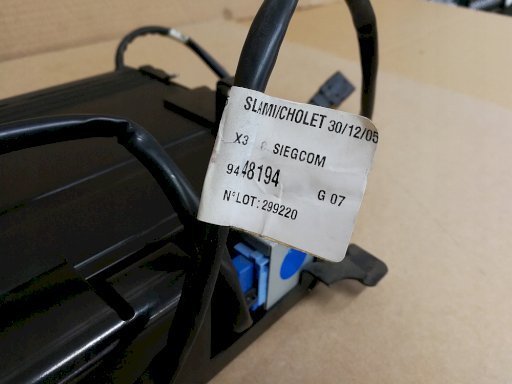 SLAMI/CHOLET 30/12/05
X3 SIEGCOM
9448194
G 07
N°LOT:299220